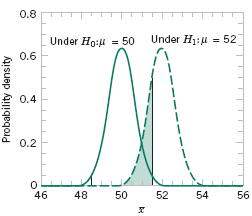 0.8
Under H₀:μ = 50
Under H₁:μ = 52
0.6
0.4
0.2
0
Probability density
46 48 50 52 54 56
x̄